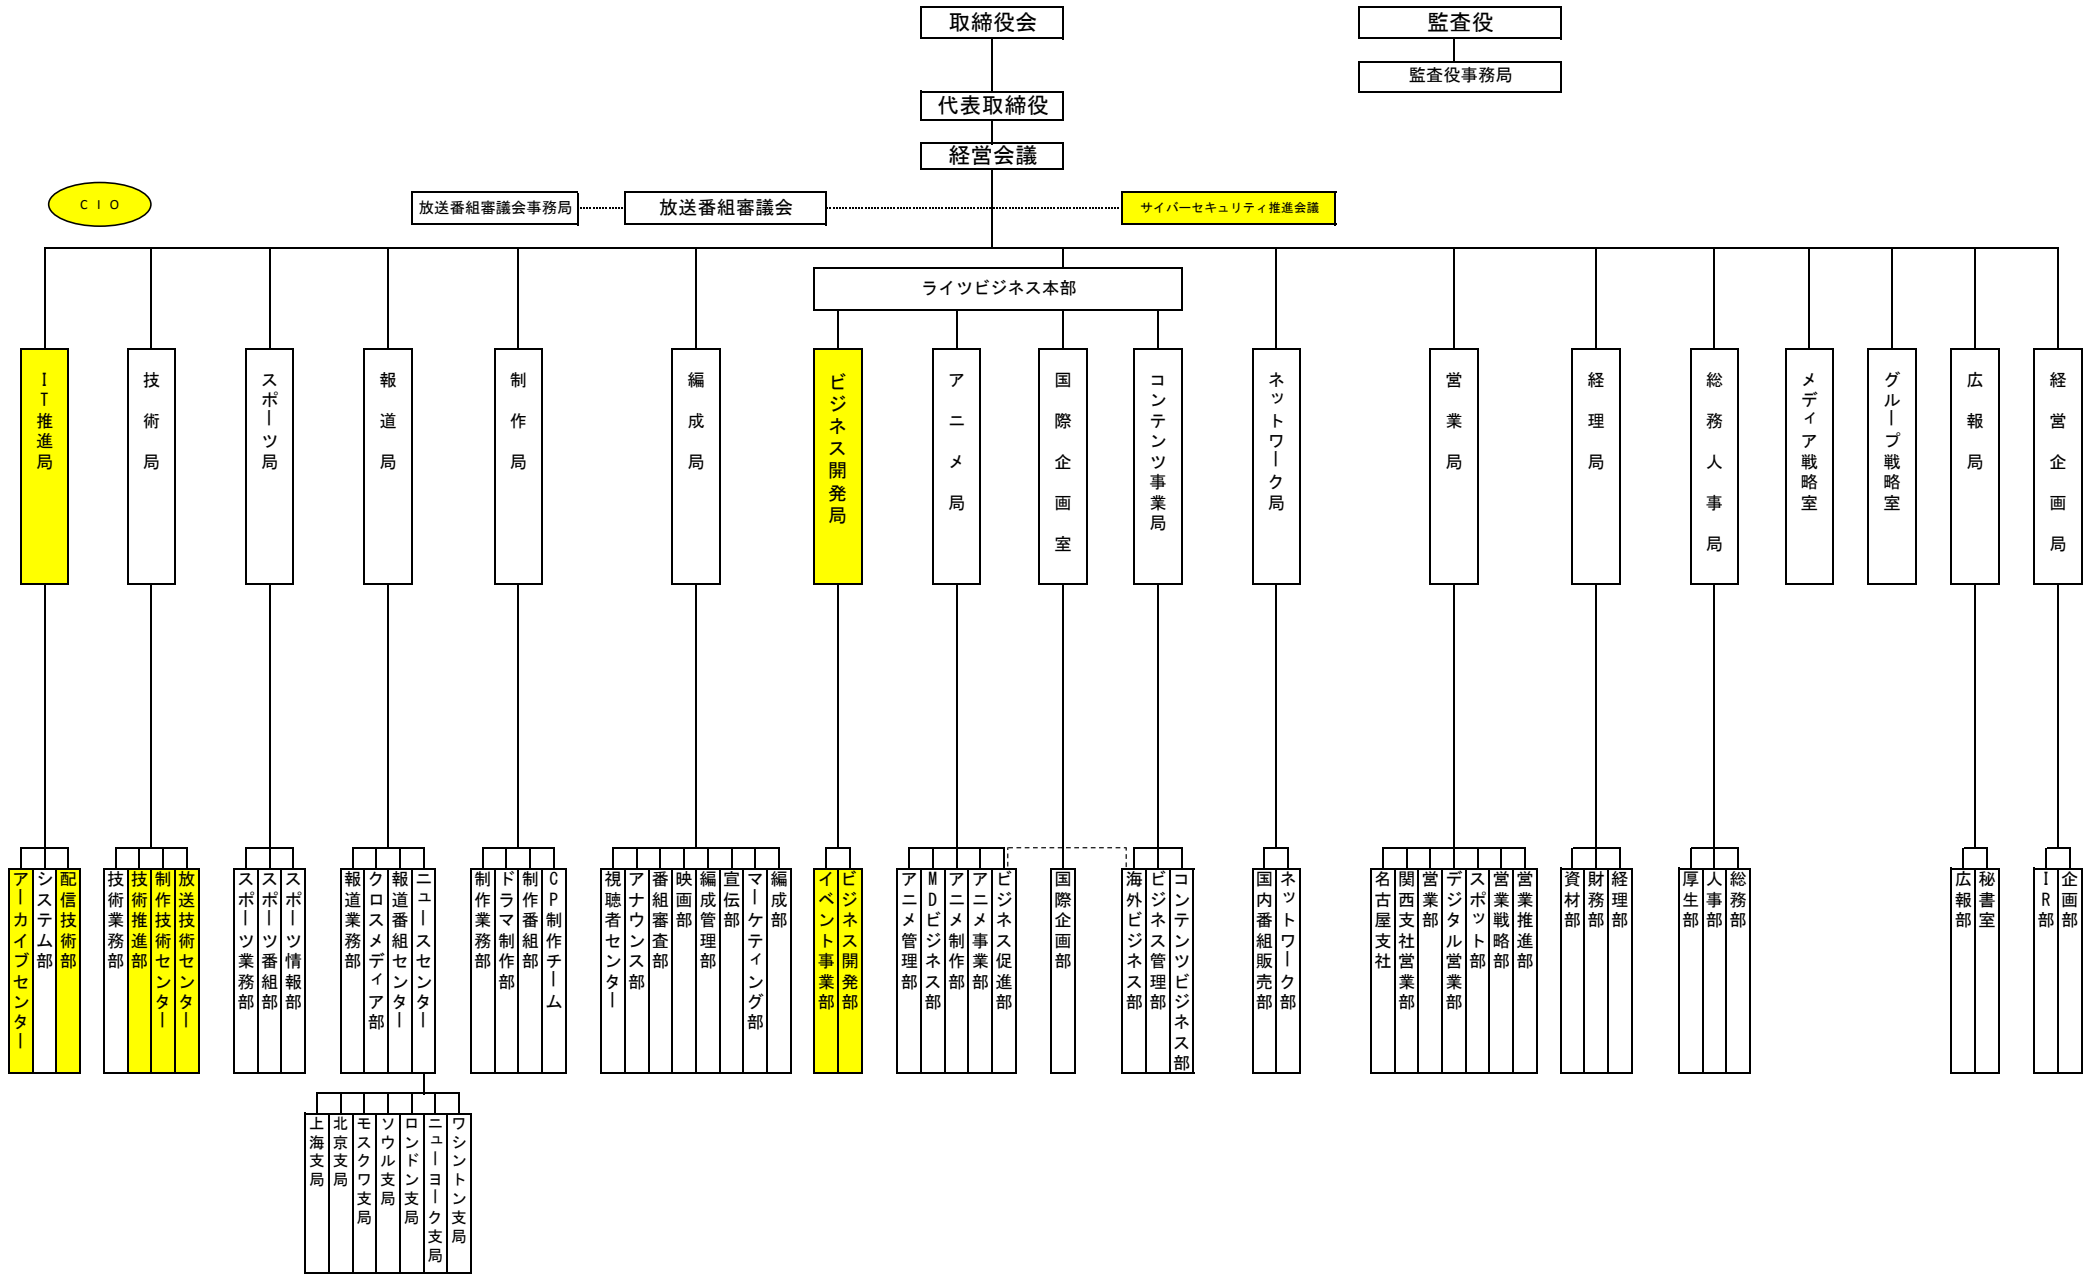 取締役会
監査役
監査役事務局
代表取締役
経営会議
CIO
放送番組審議会事務局
放送番組審議会
サイバーセキュリティ推進会議
ライツビジネス本部
IT推進局
技術局
スポーツ局
報道局
制作局
編成局
ビジネス開発局
アニメ局
国際企画室
コンテンツ事業局
ネットワーク局
営業局
経理局
総務人事局
メディア戦略室
グループ戦略室
広報局
経営企画局
アーカイブセンター
システム部
配信技術部
技術業務部
技術推進部
制作技術センター
放送技術センター
スポーツ業務部
スポーツ番組部
スポーツ情報部
報道業務部
クロスメディア部
報道番組センター
ニュースセンター
制作業務部
ドラマ制作部
制作番組部
CP制作チーム
視聴者センター
アナウンス部
番組審査部
映画部
編成管理部
宣伝部
マーケティング部
編成部
イベント事業部
ビジネス開発部
アニメ管理部
MDビジネス部
アニメ制作部
アニメ事業部
ビジネス促進部
国際企画部
海外ビジネス部
ビジネス管理部
コンテンツビジネス部
国内番組販売部
ネットワーク部
名古屋支社
関西支社営業部
営業部
デジタル営業部
スポット部
営業戦略部
営業推進部
資材部
財務部
経理部
厚生部
人事部
総務部
広報部
秘書室
IR部
企画部
上海支局
北京支局
モスクワ支局
ソウル支局
ロンドン支局
ニューヨーク支局
ワシントン支局